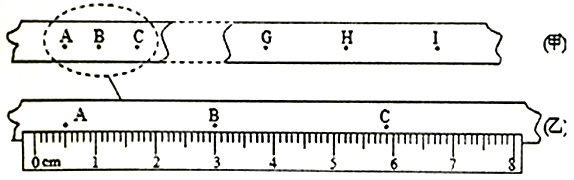 A B C G H I (甲)
A B C (乙)
0cm 1 2 3 4 5 6 7 8